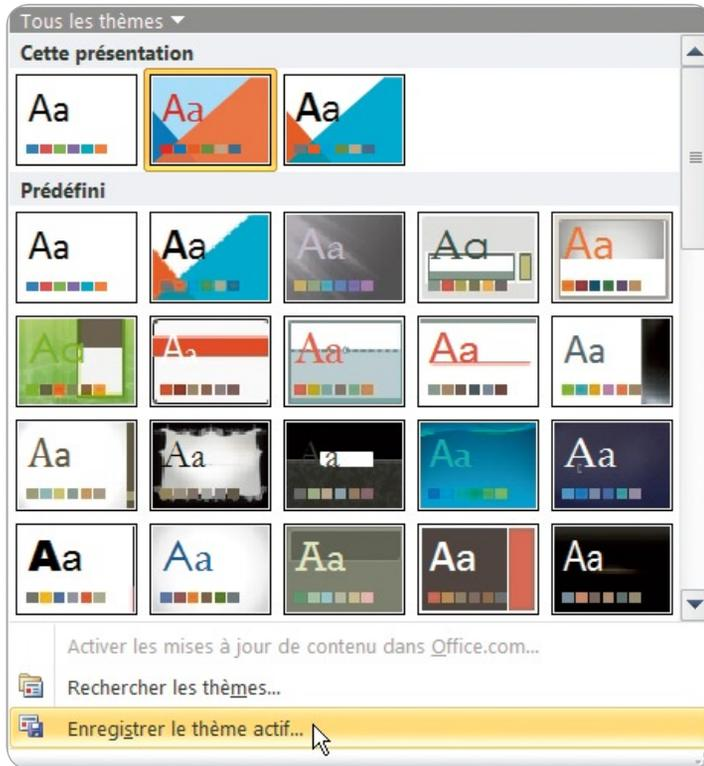 Tous les thèmes
Cette présentation
Aa Aa Aa
Prédéfini
Aa Aa Aa Aa Aa
Aa Aa Aa Aa Aa
Aa Aa Aa Aa Aa
Aa Aa Aa Aa Aa
Activer les mises à jour de contenu dans Office.com...
Rechercher les thèmes...
Enregistrer le thème actif...